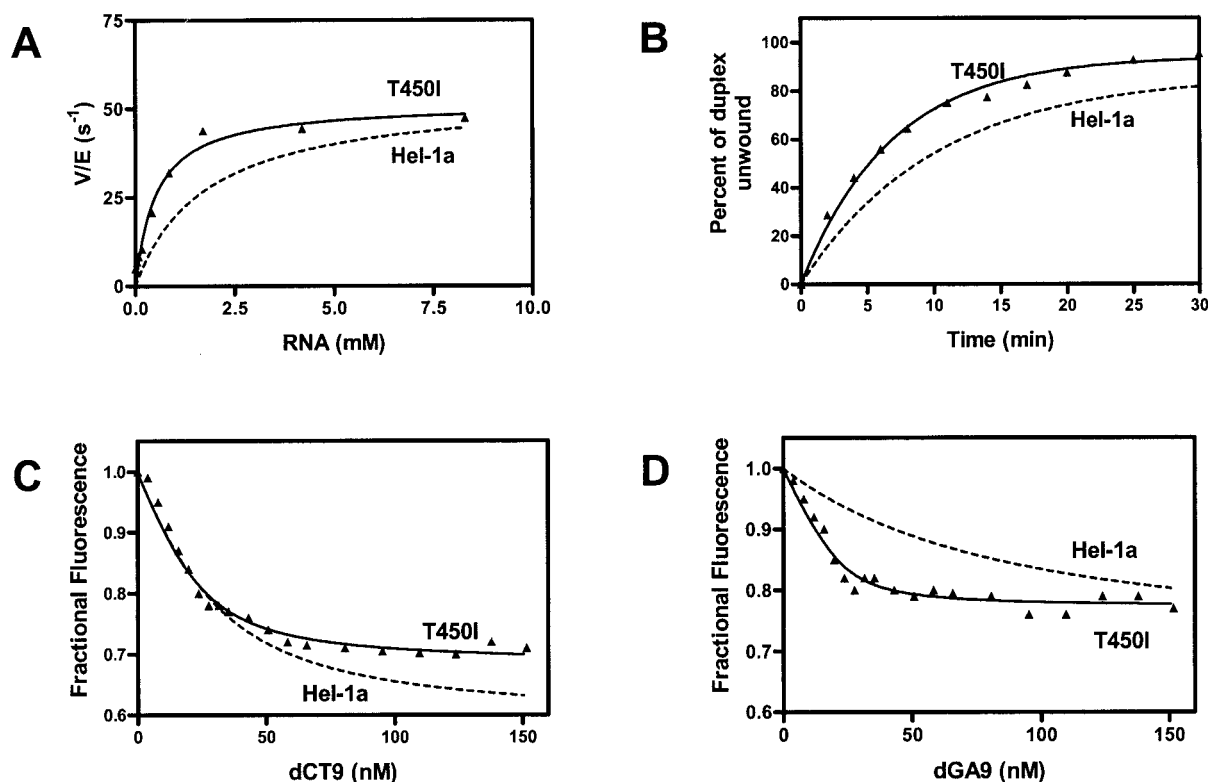 A
V/E (s⁻¹)
75
50
25
0
T450I
Hel-1a
0.0 2.5 5.0 7.5 10.0
RNA (mM)
B
Percent of duplex
unwound
100
80
60
40
20
0
T450I
Hel-1a
0 5 10 15 20 25 30
Time (min)
C
Fractional Fluorescence
1.0
0.9
0.8
0.7
0.6
T450I
Hel-1a
0 50 100 150
dCT9 (nM)
D
Fractional Fluorescence
1.0
0.9
0.8
0.7
0.6
Hel-1a
T450I
0 50 100 150
dGA9 (nM)